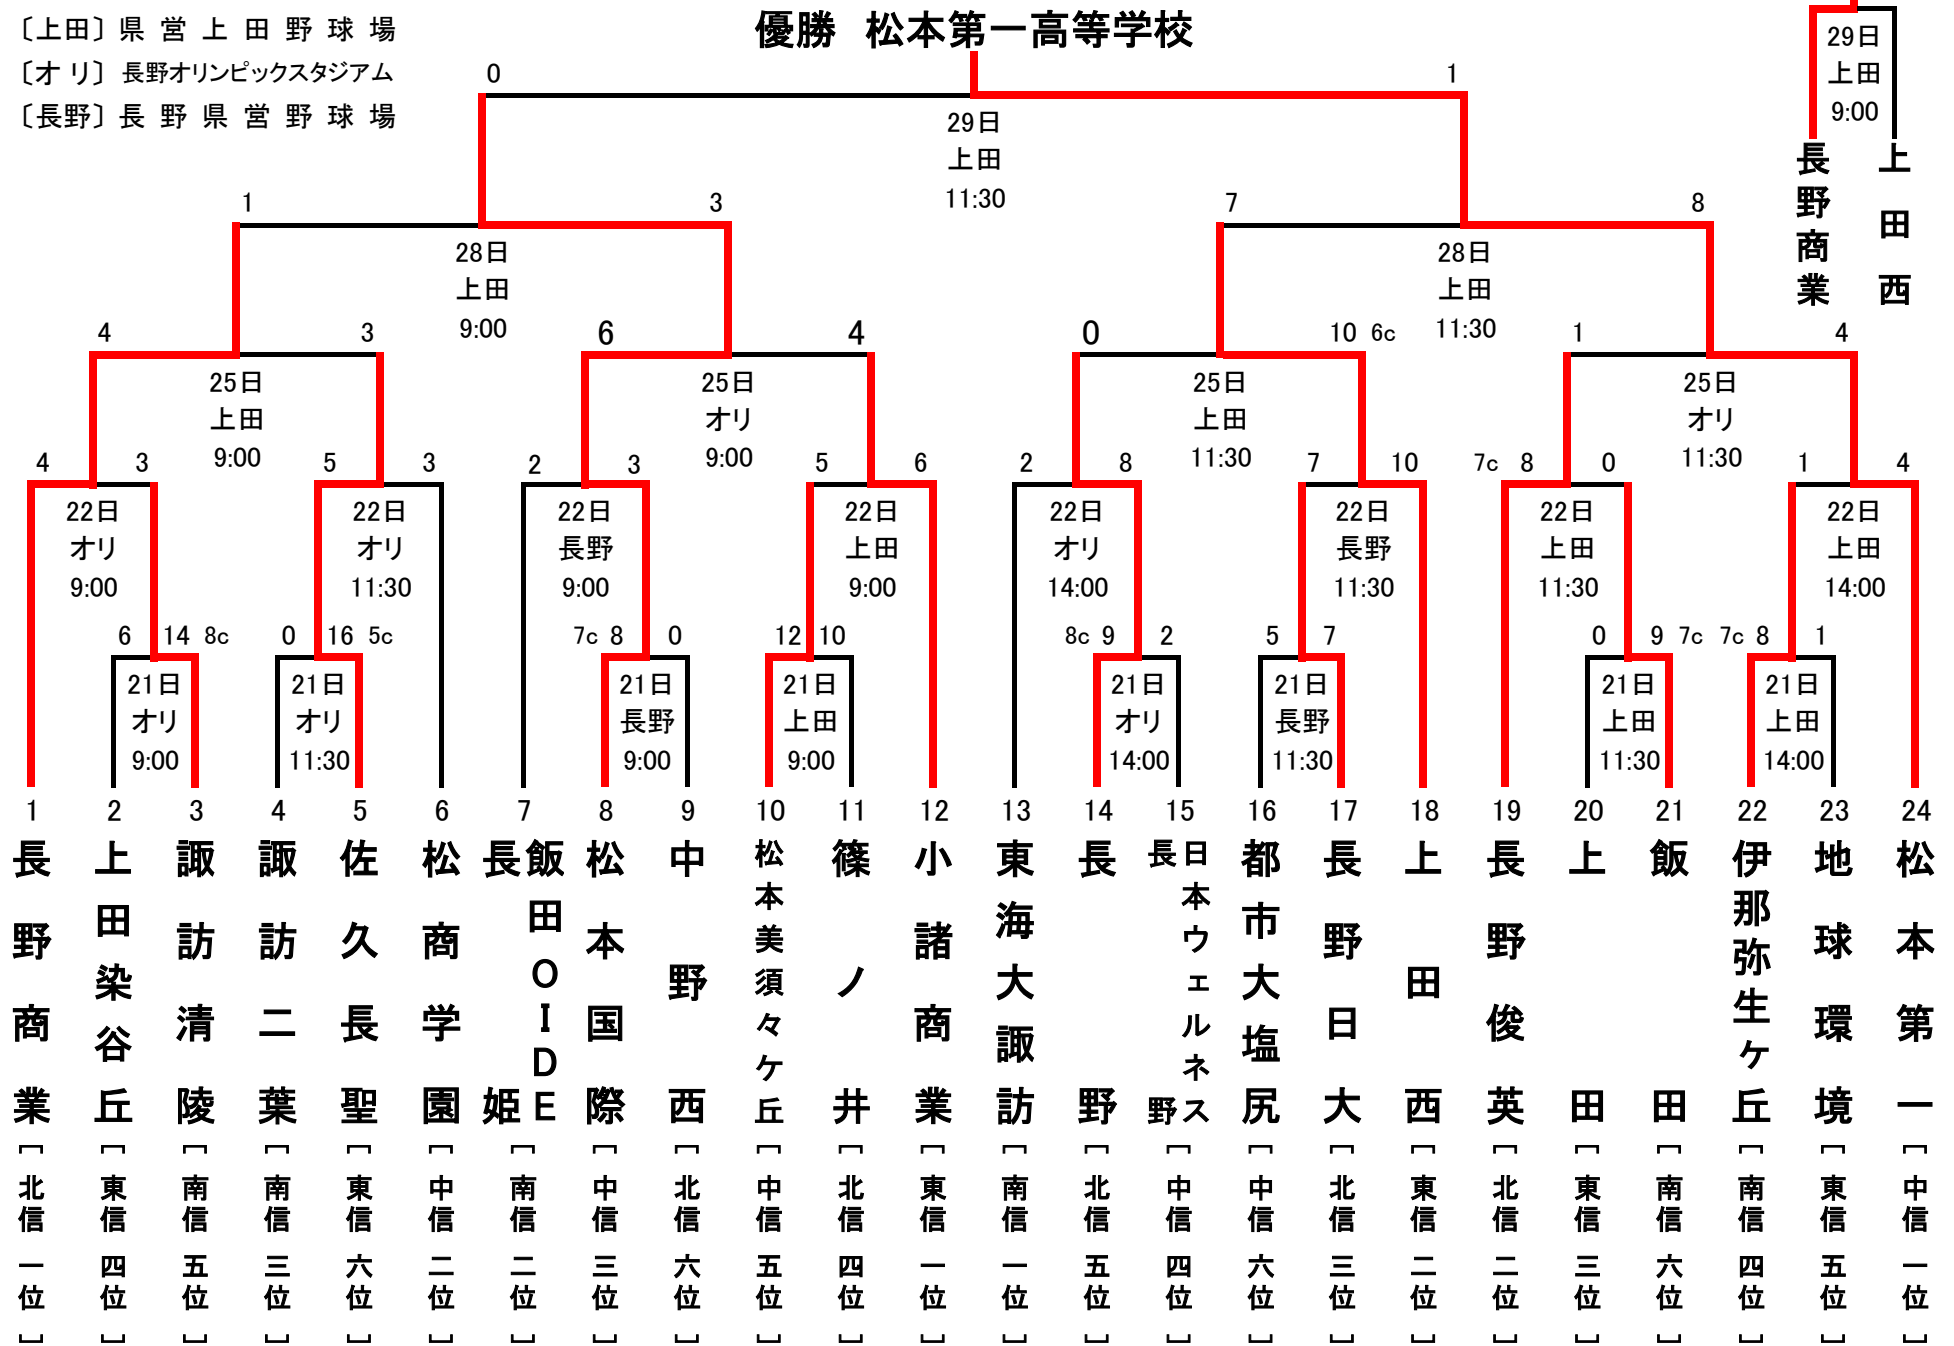 〔上田〕県営上田野球場
〔オリ〕長野オリンピックスタジアム
〔長野〕長野県営野球場
優勝　松本第一高等学校
29日
上田
9:00
長野商業
上田西
0 1
29日
上田
11:30
1 3 7 8
28日
上田
9:00
28日
上田
11:30
4 3 6 4 0 10 6c 1 4
25日
上田
9:00
25日
オリ
9:00
25日
上田
11:30
25日
オリ
11:30
4 3 5 3 2 3 5 6 2 8 7 10 7c 8 0 1 4
22日
オリ
9:00
22日
オリ
11:30
22日
長野
9:00
22日
上田
9:00
22日
オリ
14:00
22日
長野
11:30
22日
上田
11:30
22日
上田
14:00
6 14 8c 0 16 5c 7c 8 0 12 10 8c 9 2 5 7 0 9 7c 7c 8 1
21日
オリ
9:00
21日
オリ
11:30
21日
長野
9:00
21日
上田
9:00
21日
オリ
14:00
21日
長野
11:30
21日
上田
11:30
21日
上田
14:00
1 2 3 4 5 6 7 8 9 10 11 12 13 14 15 16 17 18 19 20 21 22 23 24
長野商業
上田染谷丘
諏訪清陵
諏訪二葉
佐久長聖
松商学園
飯田OIDE
長姫
松本国際
中野西
松本美須々ケ丘
篠ノ井
小諸商業
東海大諏訪
長野
日本ウェルネス
長野
都市大塩尻
長野日大
上田西
長野俊英
上田
飯田
伊那弥生ヶ丘
地球環境
松本第一
［北信一位］
［東信四位］
［南信五位］
［南信三位］
［東信六位］
［中信二位］
［南信二位］
［中信三位］
［北信六位］
［中信五位］
［北信四位］
［東信一位］
［南信一位］
［北信五位］
［中信四位］
［中信六位］
［北信三位］
［東信二位］
［北信二位］
［東信三位］
［南信六位］
［南信四位］
［東信五位］
［中信一位］